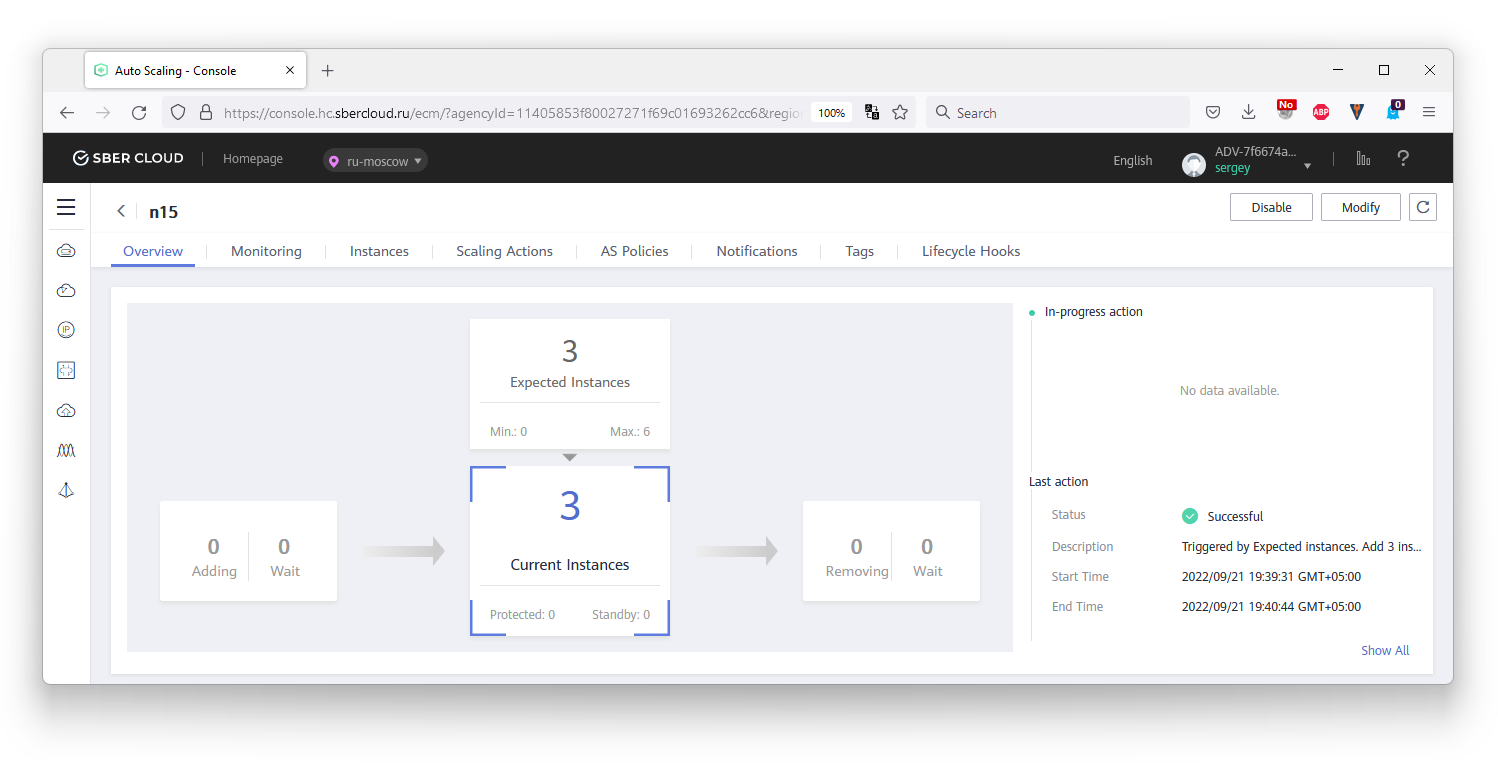 Auto Scaling - Console
https://console.hc.sbercloud.ru/ecm/?agencyId=11405853f80027271f69c01693262cc6&regio
100%
Search
No
ABP
0
SBER CLOUD
Homepage
ru-moscow
English
ADV-7f6674a...
sergey
?
n15
Disable
Modify
Overview
Monitoring
Instances
Scaling Actions
AS Policies
Notifications
Tags
Lifecycle Hooks
IP
3
Expected Instances
Min.: 0 Max.: 6
3
Current Instances
Protected: 0 Standby: 0
0 0
Adding Wait
0 0
Removing Wait
In-progress action
No data available.
Last action
Status Successful
Description Triggered by Expected instances. Add 3 ins...
Start Time 2022/09/21 19:39:31 GMT+05:00
End Time 2022/09/21 19:40:44 GMT+05:00
Show All